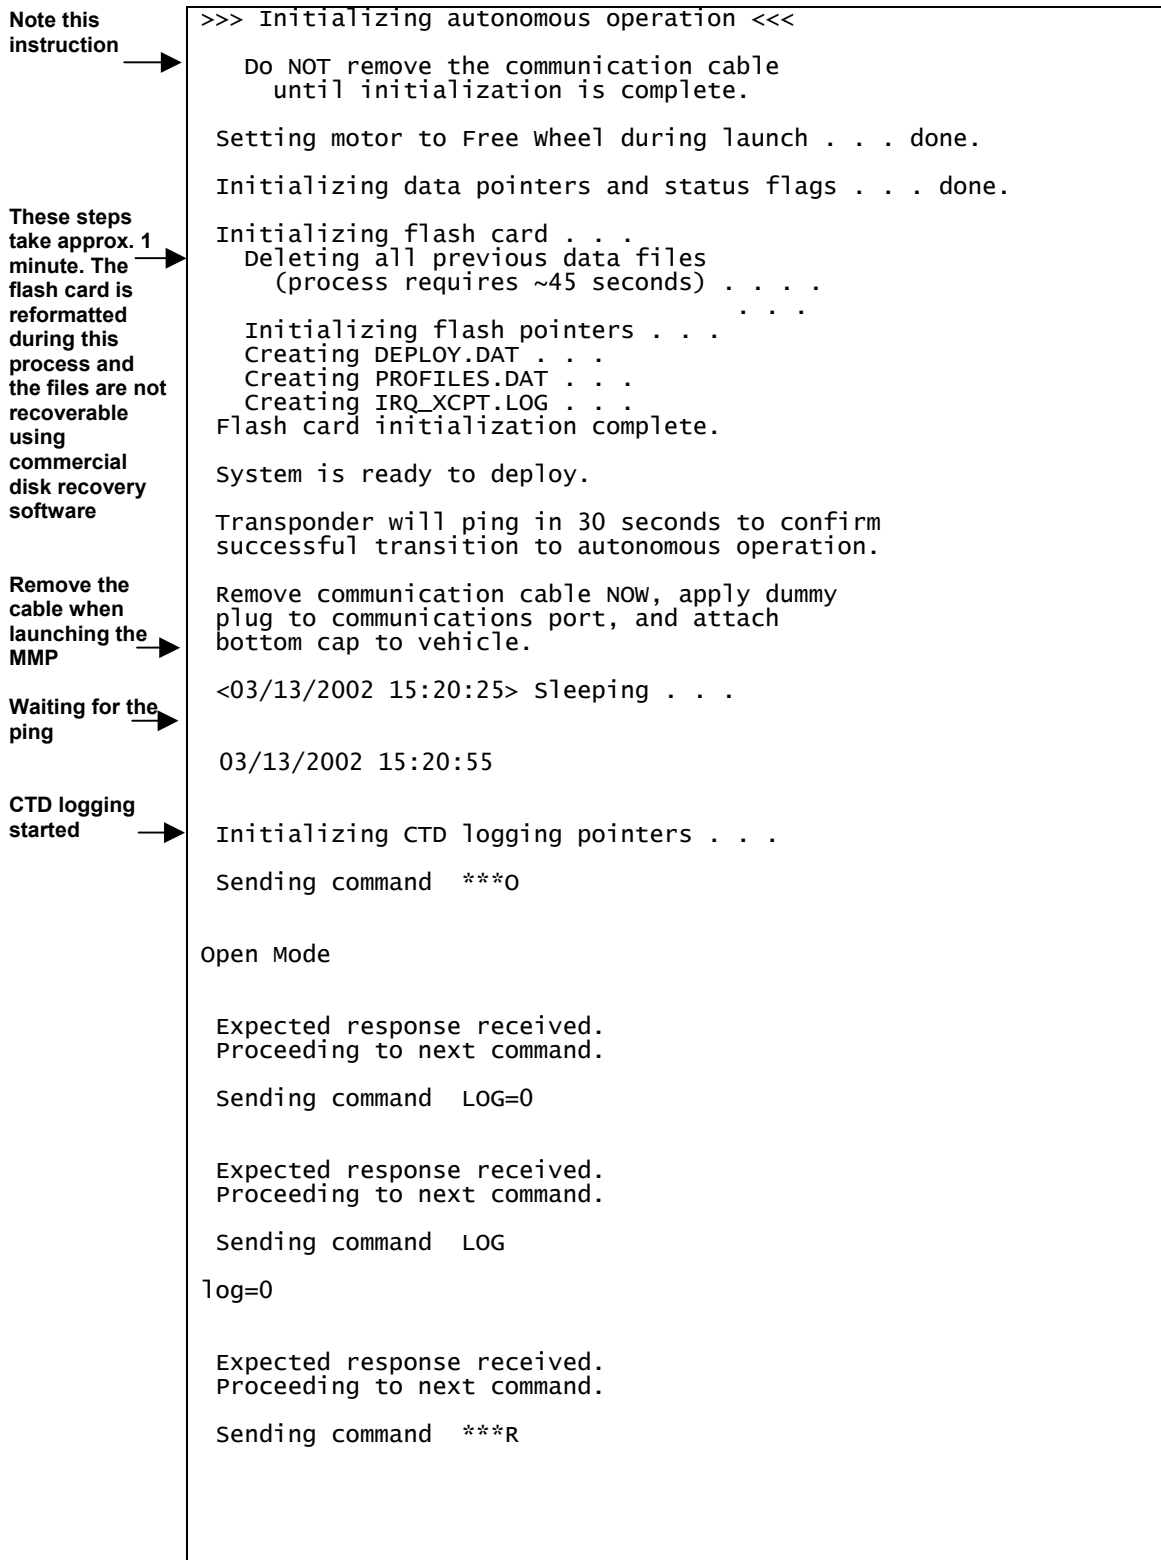 Note this
instruction
>>> Initializing autonomous operation <<<
Do NOT remove the communication cable
until initialization is complete.
Setting motor to Free Wheel during launch . . . done.
Initializing data pointers and status flags . . . done.
These steps
take approx. 1
minute. The
flash card is
reformatted
during this
process and
the files are not
recoverable
using
commercial
disk recovery
software
Initializing flash card . . .
Deleting all previous data files
(process requires ~45 seconds) . . . .
. . .
Initializing flash pointers . . .
Creating DEPLOY.DAT . . .
Creating PROFILES.DAT . . .
Creating IRQ_XCPT.LOG . . .
Flash card initialization complete.
System is ready to deploy.
Transponder will ping in 30 seconds to confirm
successful transition to autonomous operation.
Remove the
cable when
launching the
MMP
Remove communication cable NOW, apply dummy
plug to communications port, and attach
bottom cap to vehicle.
Waiting for the
ping
<03/13/2002 15:20:25> Sleeping . . .
03/13/2002 15:20:55
CTD logging
started
Initializing CTD logging pointers . . .
Sending command  ***O
Open Mode
Expected response received.
Proceeding to next command.
Sending command  LOG=0
Expected response received.
Proceeding to next command.
Sending command  LOG
log=0
Expected response received.
Proceeding to next command.
Sending command  ***R